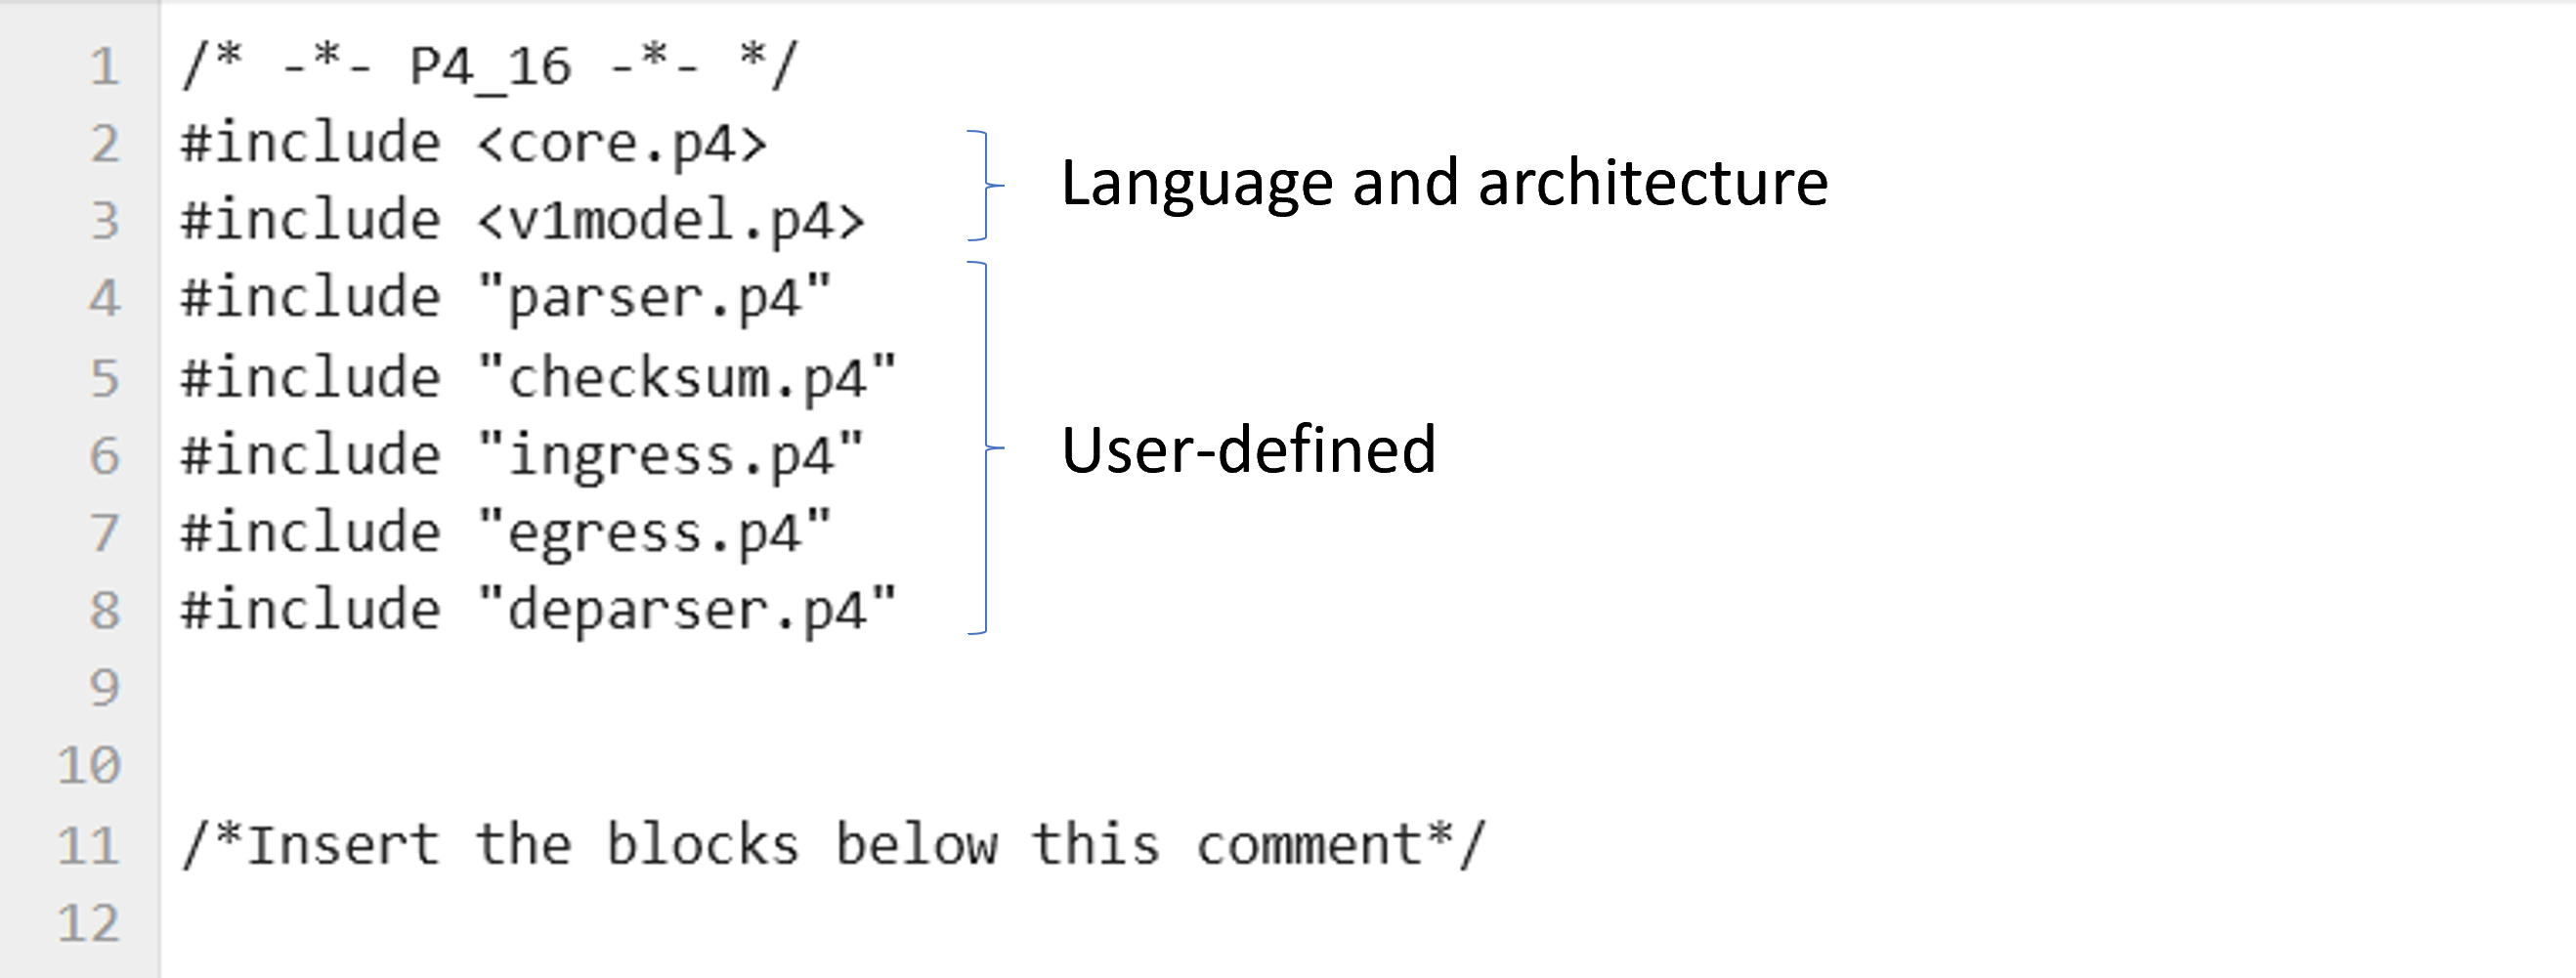 1 /* -*- P4_16 -*- */
2 #include <core.p4>
3 #include <v1model.p4>
Language and architecture
4 #include "parser.p4"
5 #include "checksum.p4"
6 #include "ingress.p4"
7 #include "egress.p4"
8 #include "deparser.p4"
User-defined
9
10
11 /*Insert the blocks below this comment*/
12